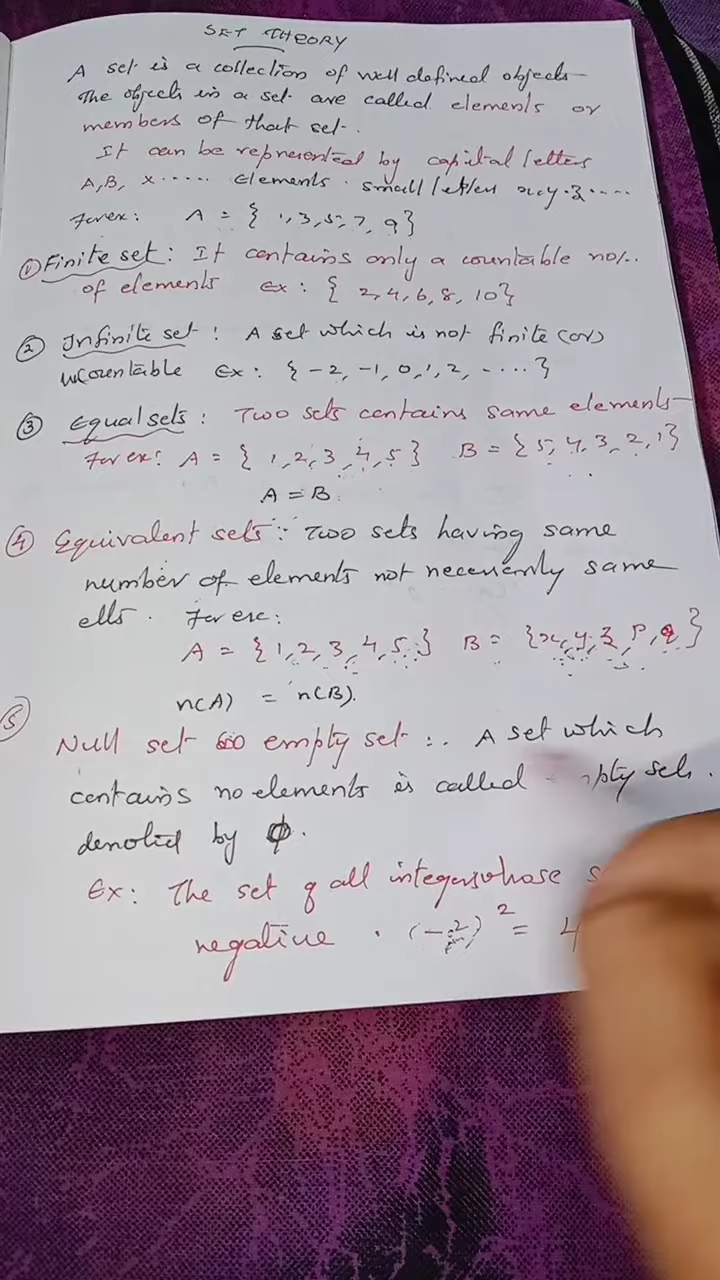 SET THEORY
A set is a collection of well defined objects
The objects in a set are called elements or
members of that set.
It can be represented by capital letters
A, B, X ..... Elements. small letters x,y.z ....
For ex: A = { 1, 3, 5, 7, 9}
① Finite set: It contains only a countable no/..
of elements Ex: { 2, 4, 6, 8, 10}
② Infinite set: A set which is not finite (or)
uncountable Ex: { -2, -1, 0, 1, 2, .....}
③ Equal sets: Two sets contains same elements
For ex: A = { 1, 2, 3, 4, 5 } B = { 5, 4, 3, 2, 1}
A = B.
④ Equivalent sets: Two sets having same
number of elements not necessarily same
ells. For ex:
A = { 1, 2, 3, 4, 5 } B = {x, y, z, p, q }
n(A) = n(B).
5 Null set empty set: A set which
contains no elements is called set.
denoted by ϕ.
Ex: The set of all integers whose
negative. (-2)² = 4